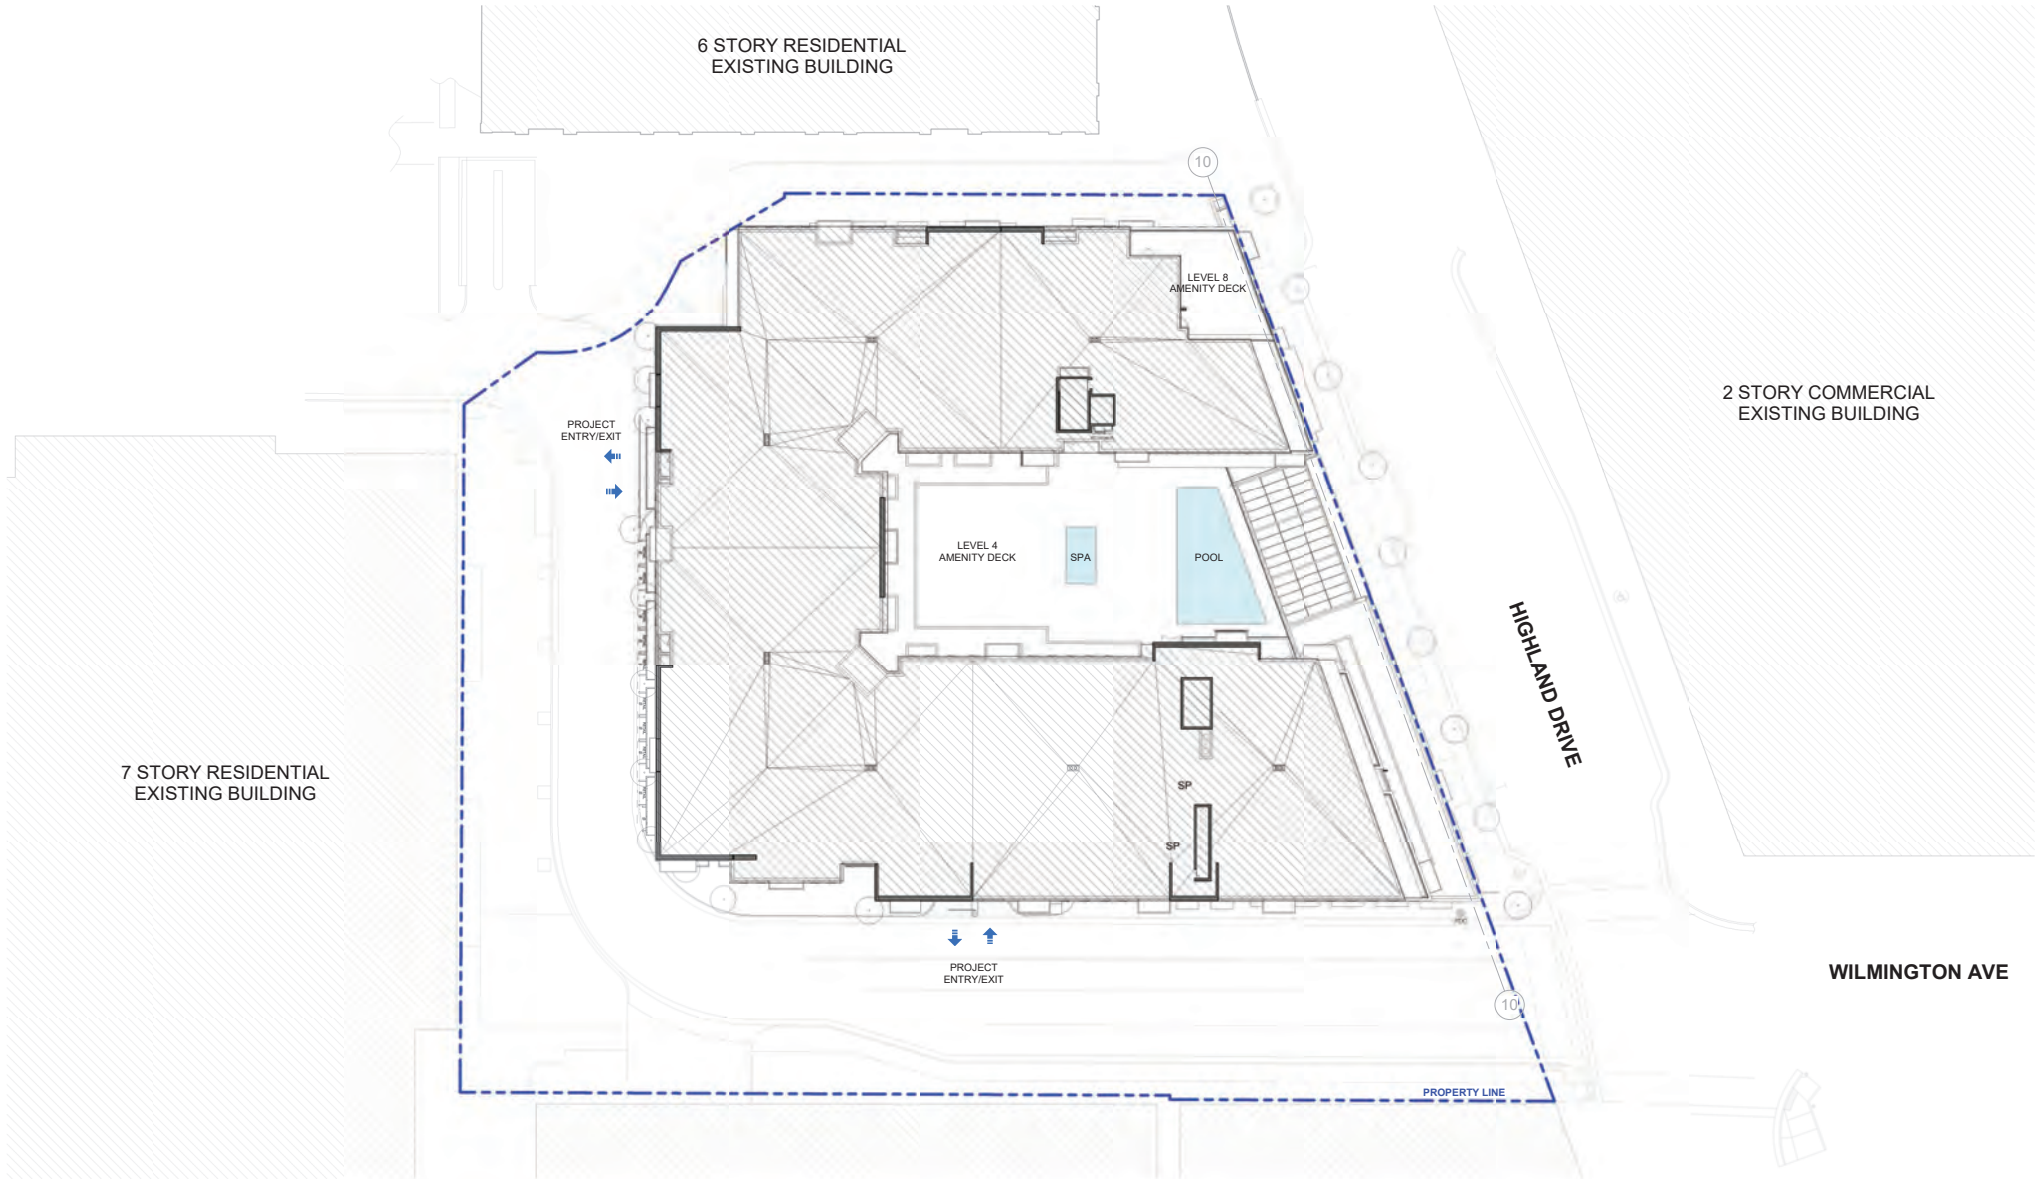 6 STORY RESIDENTIAL
EXISTING BUILDING
10
LEVEL 8
AMENITY DECK
2 STORY COMMERCIAL
EXISTING BUILDING
PROJECT
ENTRY/EXIT
LEVEL 4
AMENITY DECK
SPA
POOL
HIGHLAND DRIVE
7 STORY RESIDENTIAL
EXISTING BUILDING
SP
SP
PROJECT
ENTRY/EXIT
WILMINGTON AVE
10
PROPERTY LINE